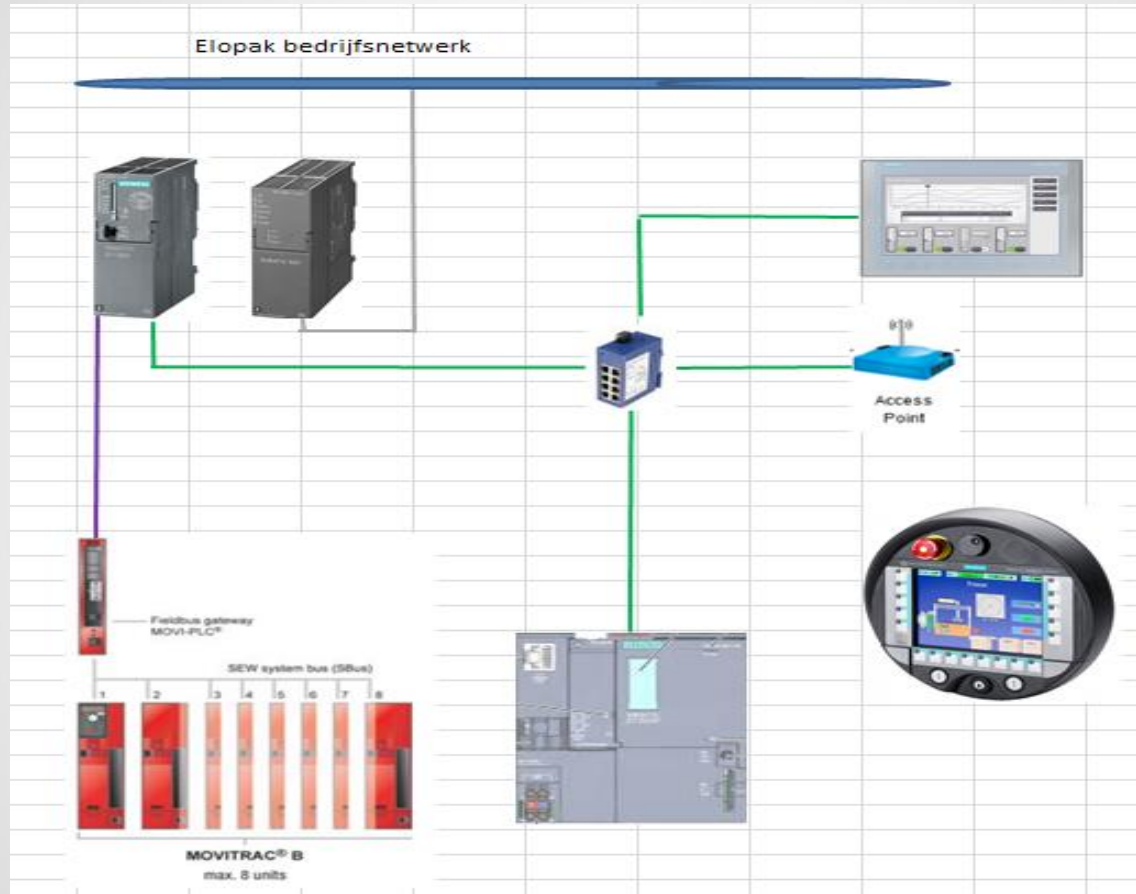 Elopak bedrijfsnetwerk
SIEMENS
Access
Point
Fieldbus gateway
MOVI-PLC®
SEW system bus (SBus)
1 2 3 4 5 6 7 8
MOVITRAC® B
max. 8 units